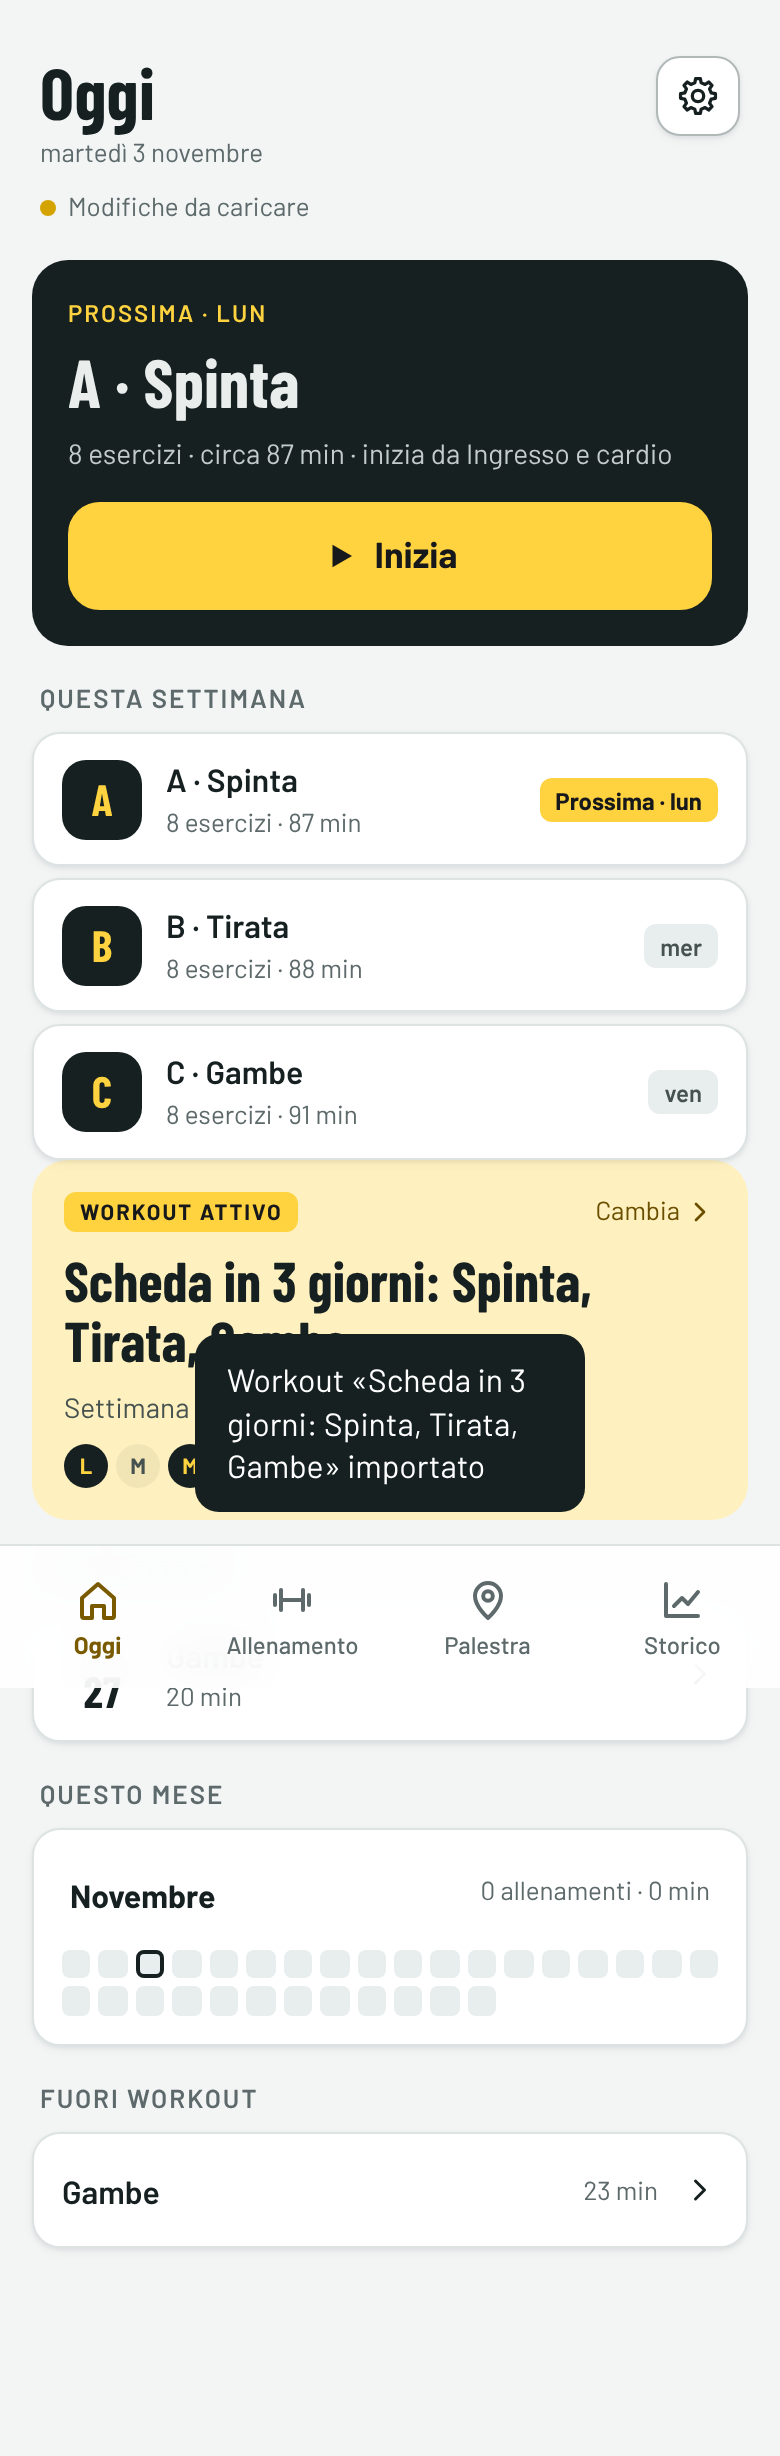 Oggi
martedì 3 novembre
Modifiche da caricare
PROSSIMA · LUN
A · Spinta
8 esercizi · circa 87 min · inizia da Ingresso e cardio
Inizia
QUESTA SETTIMANA
A
A · Spinta
8 esercizi · 87 min
Prossima · lun
B
B · Tirata
8 esercizi · 88 min
mer
C
C · Gambe
8 esercizi · 91 min
ven
WORKOUT ATTIVO
Cambia
Scheda in 3 giorni: Spinta,
Tirata,
Settimana
L M M
Workout «Scheda in 3
giorni: Spinta, Tirata,
Gambe» importato
Oggi
Allenamento
Palestra
Storico
Gambe
27
20 min
QUESTO MESE
Novembre
0 allenamenti · 0 min
FUORI WORKOUT
Gambe
23 min